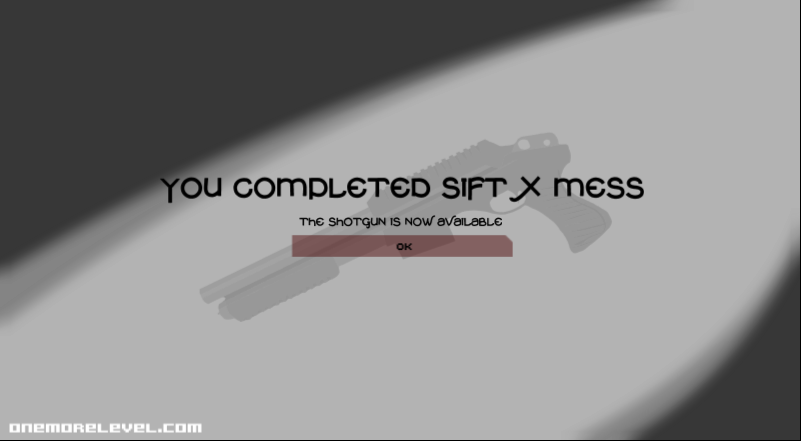 YOU COMPLETED SIFT X MESS
THE SHOTGUN IS NOW AVAILABLE
OK
ONEMORELEVEL.COM